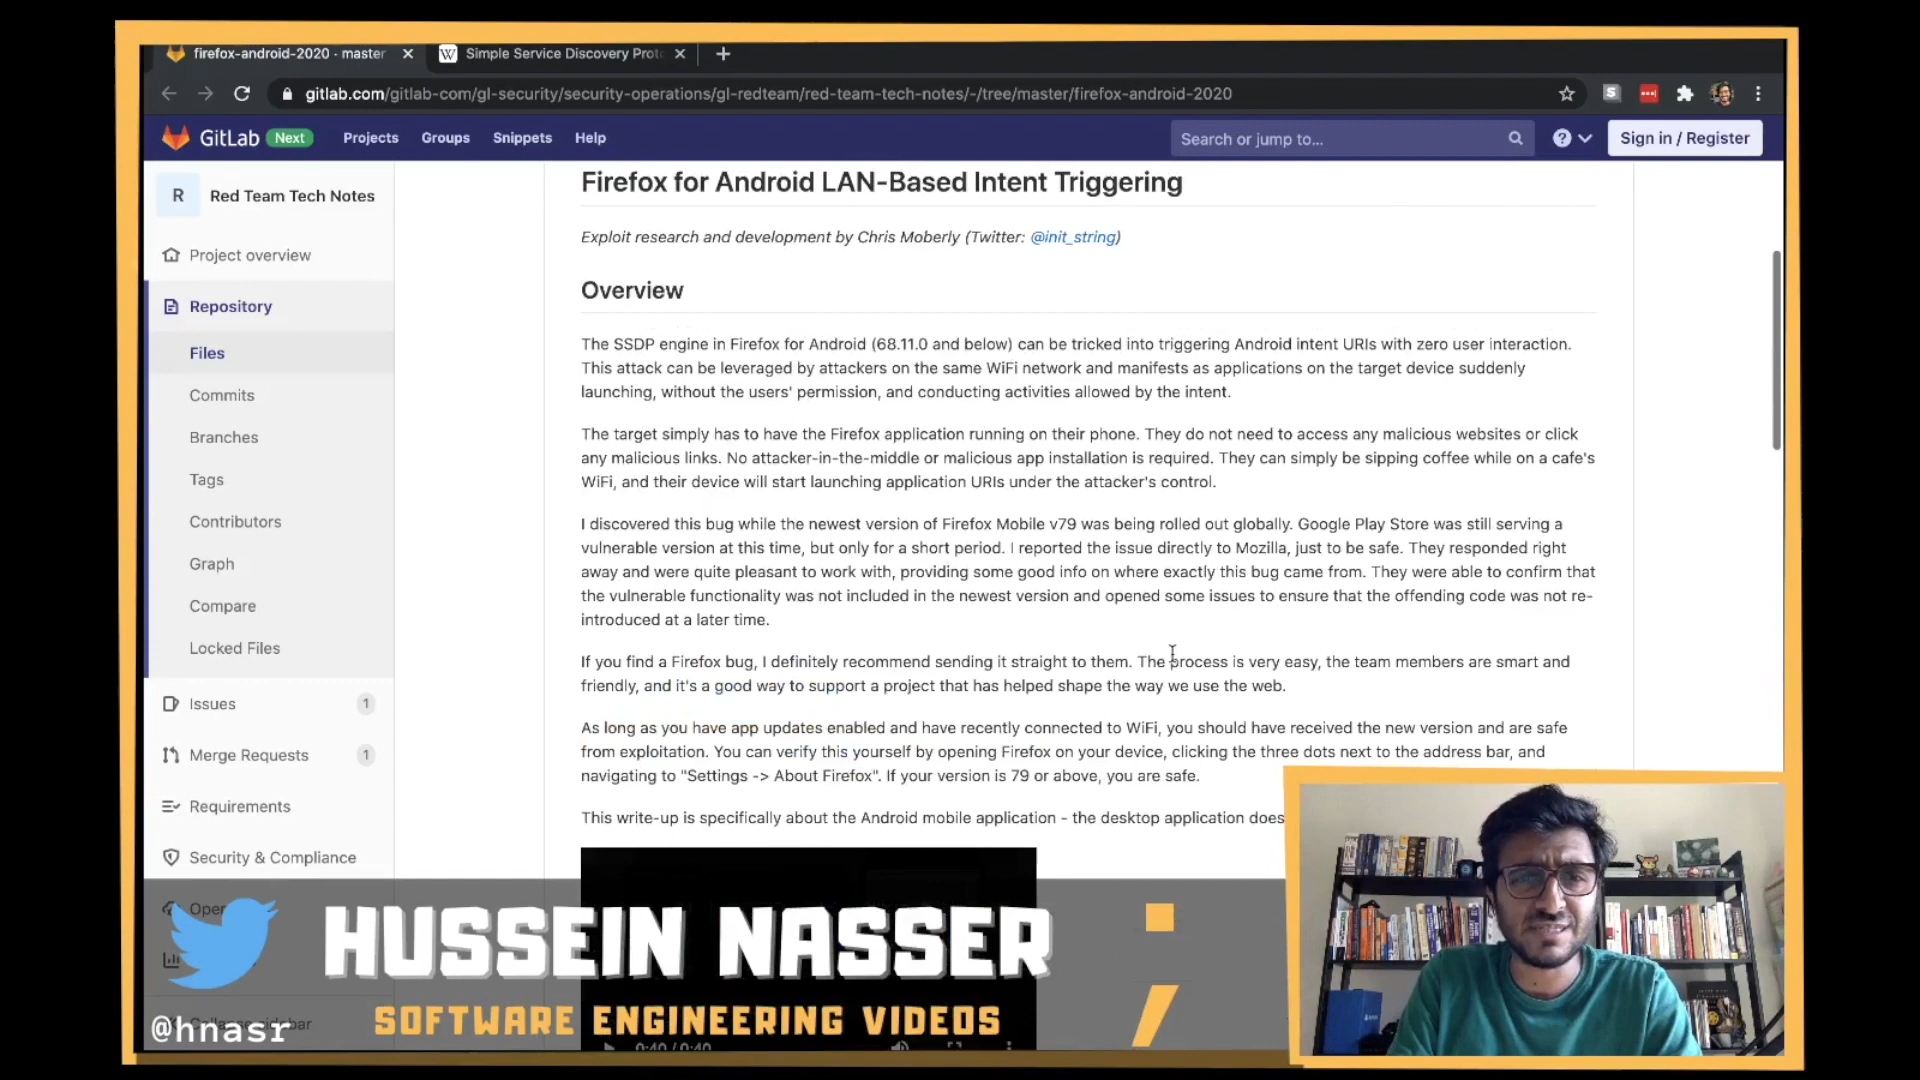 firefox-android-2020 · master
W Simple Service Discovery Prot
gitlab.com/gitlab-com/gl-security/security-operations/gl-redteam/red-team-tech-notes/-/tree/master/firefox-android-2020
S
GitLab Next Projects Groups Snippets Help Search or jump to... Sign in / Register
R Red Team Tech Notes
Project overview
Repository
Files
Commits
Branches
Tags
Contributors
Graph
Compare
Locked Files
Issues 1
Merge Requests 1
Requirements
Security & Compliance
Firefox for Android LAN-Based Intent Triggering
Exploit research and development by Chris Moberly (Twitter: @init_string)
Overview
The SSDP engine in Firefox for Android (68.11.0 and below) can be tricked into triggering Android intent URIs with zero user interaction.
This attack can be leveraged by attackers on the same WiFi network and manifests as applications on the target device suddenly
launching, without the users' permission, and conducting activities allowed by the intent.
The target simply has to have the Firefox application running on their phone. They do not need to access any malicious websites or click
any malicious links. No attacker-in-the-middle or malicious app installation is required. They can simply be sipping coffee while on a cafe's
WiFi, and their device will start launching application URIs under the attacker's control.
I discovered this bug while the newest version of Firefox Mobile v79 was being rolled out globally. Google Play Store was still serving a
vulnerable version at this time, but only for a short period. I reported the issue directly to Mozilla, just to be safe. They responded right
away and were quite pleasant to work with, providing some good info on where exactly this bug came from. They were able to confirm that
the vulnerable functionality was not included in the newest version and opened some issues to ensure that the offending code was not re-
introduced at a later time.
If you find a Firefox bug, I definitely recommend sending it straight to them. The process is very easy, the team members are smart and
friendly, and it's a good way to support a project that has helped shape the way we use the web.
As long as you have app updates enabled and have recently connected to WiFi, you should have received the new version and are safe
from exploitation. You can verify this yourself by opening Firefox on your device, clicking the three dots next to the address bar, and
navigating to "Settings -> About Firefox". If your version is 79 or above, you are safe.
This write-up is specifically about the Android mobile application - the desktop application does
HUSSEIN NASSER ;
SOFTWARE ENGINEERING VIDEOS
@hnasr
0:40 / 0:40